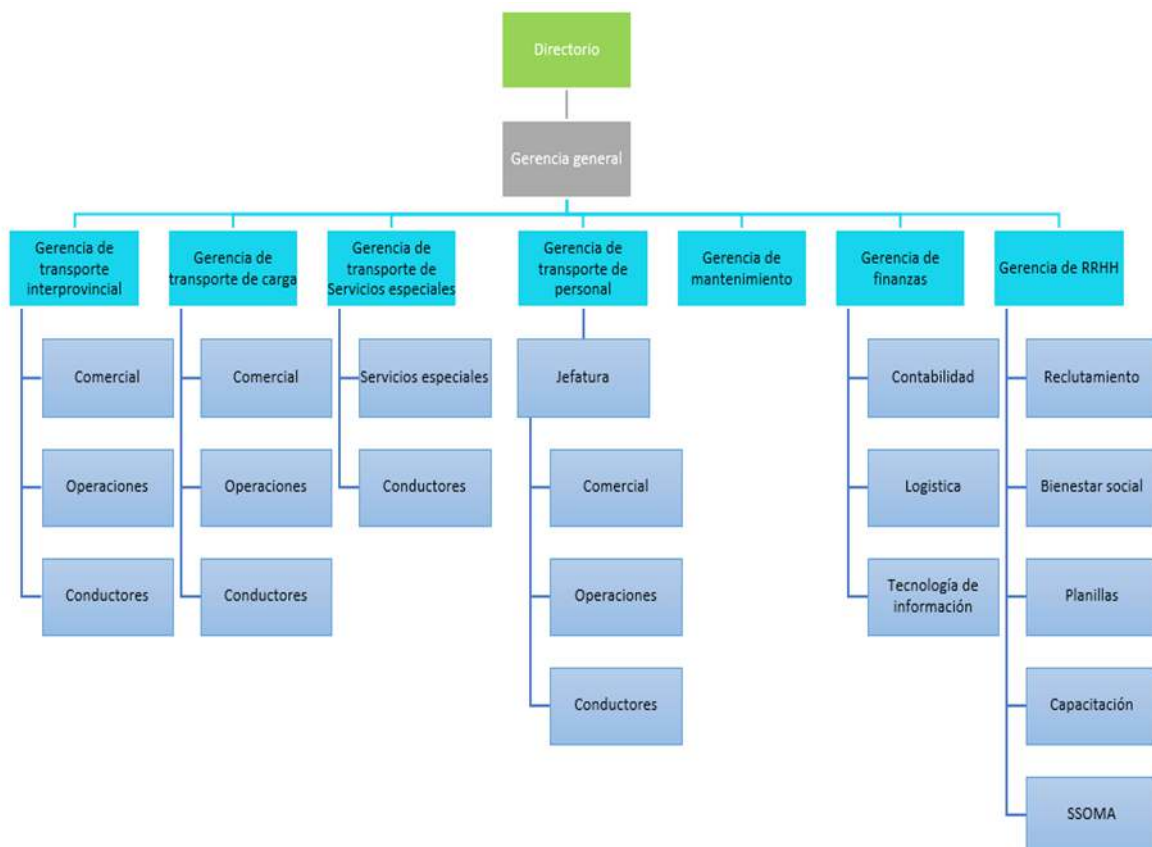 Directorio
Gerencia general
Gerencia de
transporte
interprovincial
Gerencia de
transporte de carga
Gerencia de
transporte de
Servicios especiales
Gerencia de
transporte de
personal
Gerencia de
mantenimiento
Gerencia de
finanzas
Gerencia de RRHH
Comercial
Comercial
Servicios especiales
Jefatura
Contabilidad
Reclutamiento
Operaciones
Operaciones
Conductores
Comercial
Logistica
Bienestar social
Conductores
Conductores
Operaciones
Tecnología de
información
Planillas
Conductores
Capacitación
SSOMA